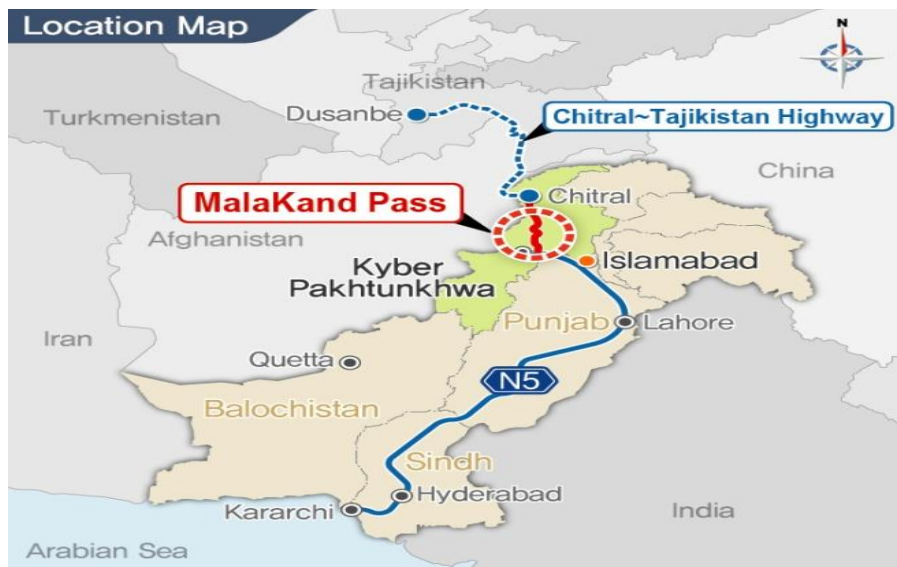 Location Map
Tajikistan
Turkmenistan
Dusanbe
Chitral~Tajikistan Highway
China
MalaKand Pass
Chitral
Afghanistan
Islamabad
Kyber
Pakhtunkhwa
Punjab
Lahore
Iran
Quetta
N5
Balochistan
Sindh
Hyderabad
Kararchi
India
Arabian Sea